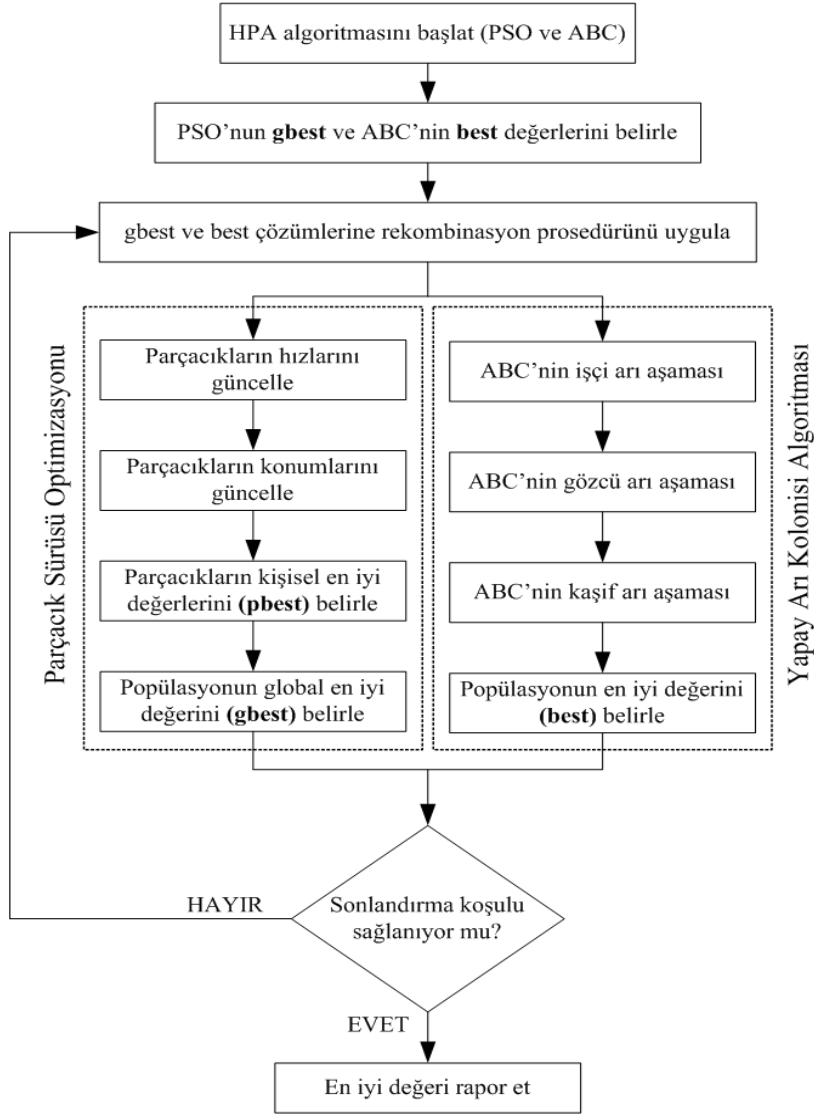 HPA algoritmasını başlat (PSO ve ABC)
PSO’nun gbest ve ABC’nin best değerlerini belirle
gbest ve best çözümlerine rekombinasyon prosedürünü uygula
Parçacık Sürüsü Optimizasyonu
Parçacıkların hızlarını
güncelle
Parçacıkların konumlarını
güncelle
Parçacıkların kişisel en iyi
değerlerini (pbest) belirle
Popülasyonun global en iyi
değerini (gbest) belirle
ABC’nin işçi arı aşaması
ABC’nin gözcü arı aşaması
ABC’nin kaşif arı aşaması
Popülasyonun en iyi değerini
(best) belirle
Yapay Arı Kolonisi Algoritması
HAYIR
Sonlandırma koşulu
sağlanıyor mu?
EVET
En iyi değeri rapor et